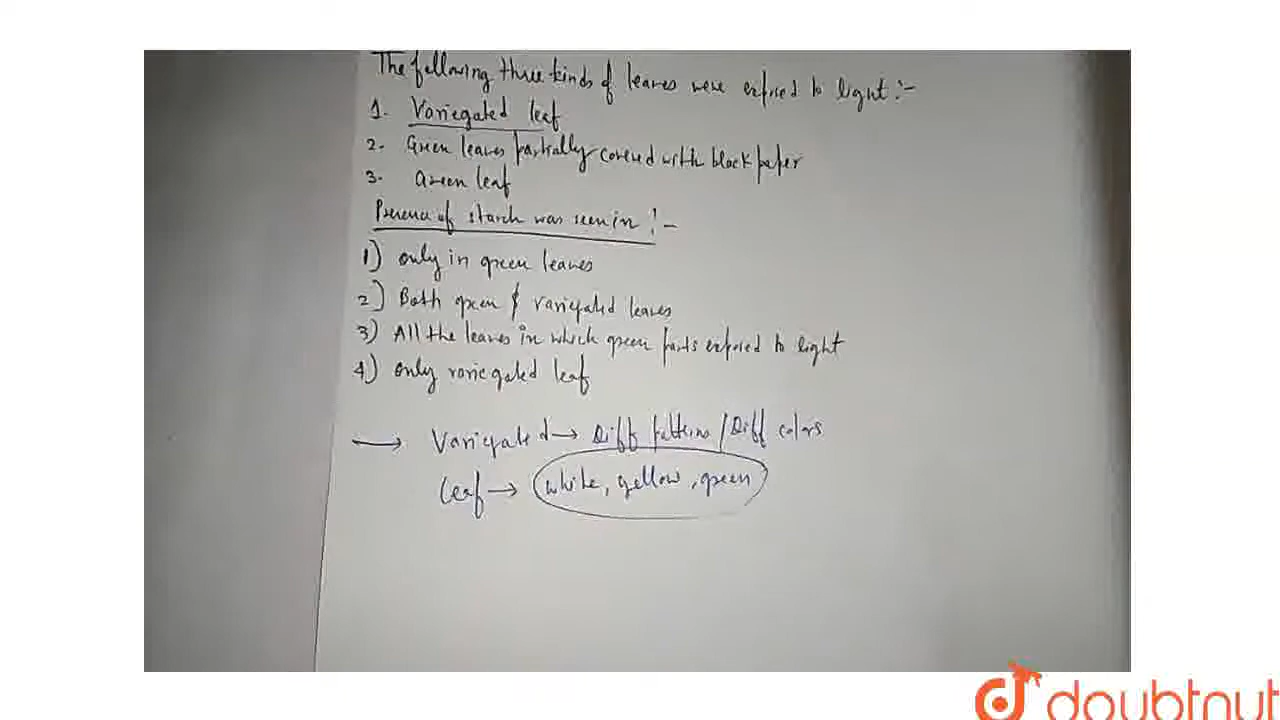 The following three kinds of leaves were exposed to light :-
1. Variegated leaf
2. Green leaves partially covered with black paper
3. Green leaf
Presence of starch was seen in :-
1) only in green leaves
2) Both green & variegated leaves
3) All the leaves in which green parts exposed to light
4) only variegated leaf
→ Variegated → Diff patterns / Diff colors
leaf → white, yellow, green
doubtnut